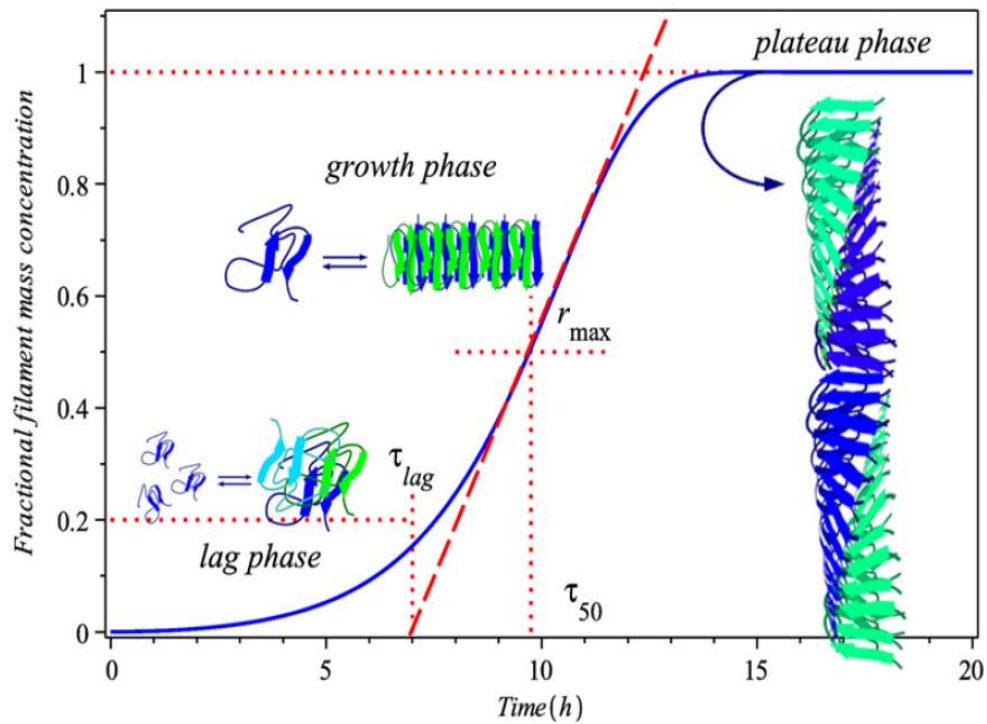 plateau phase
1
growth phase
0.8
Fractional filament mass concentration
0.6
r max
0.4
τ lag
0.2
lag phase
τ 50
0
0 5 10 15 20
Time(h)